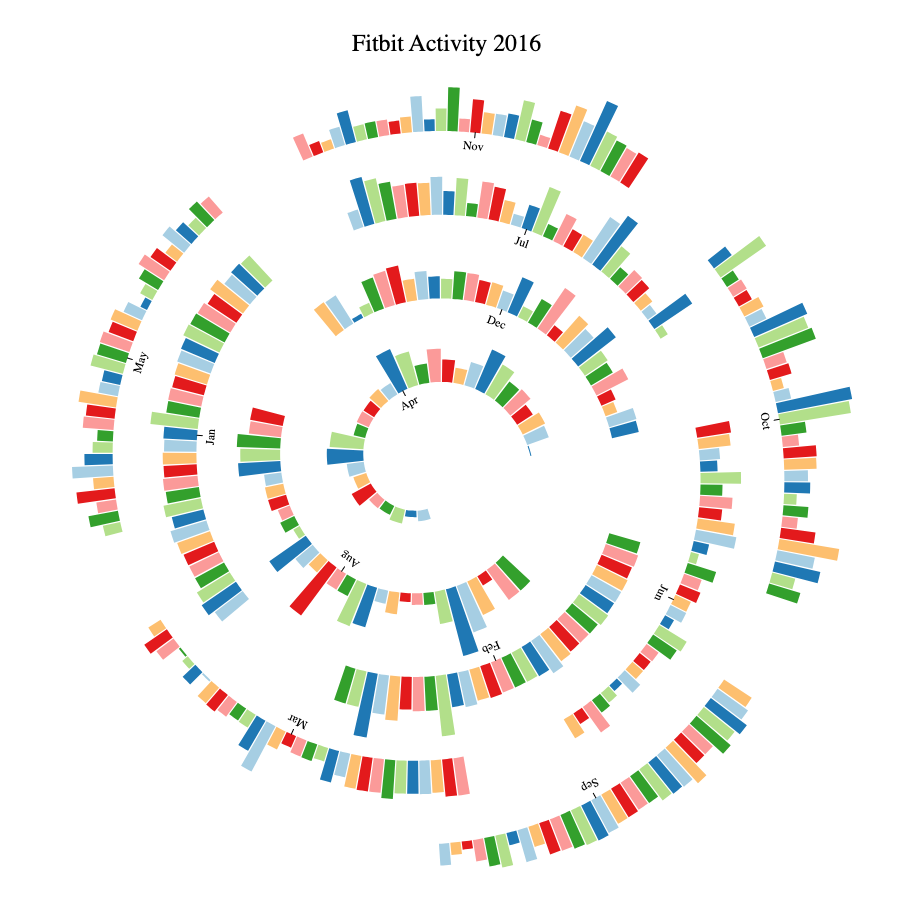 Fitbit Activity 2016
Nov
Jul
Dec
May
Apr
Oct
Jan
Aug
Jun
Feb
Mar
Sep